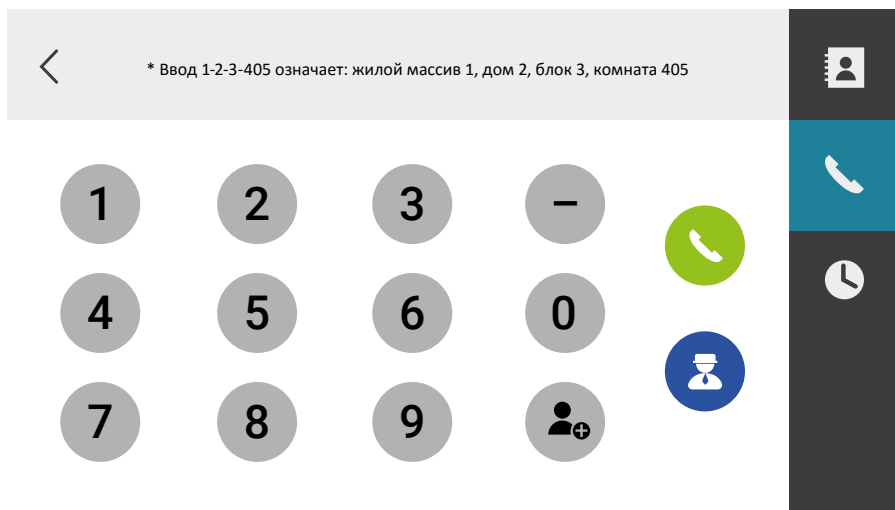 * Ввод 1-2-3-405 означает: жилой массив 1, дом 2, блок 3, комната 405
1 2 3 –
4 5 6 0
7 8 9